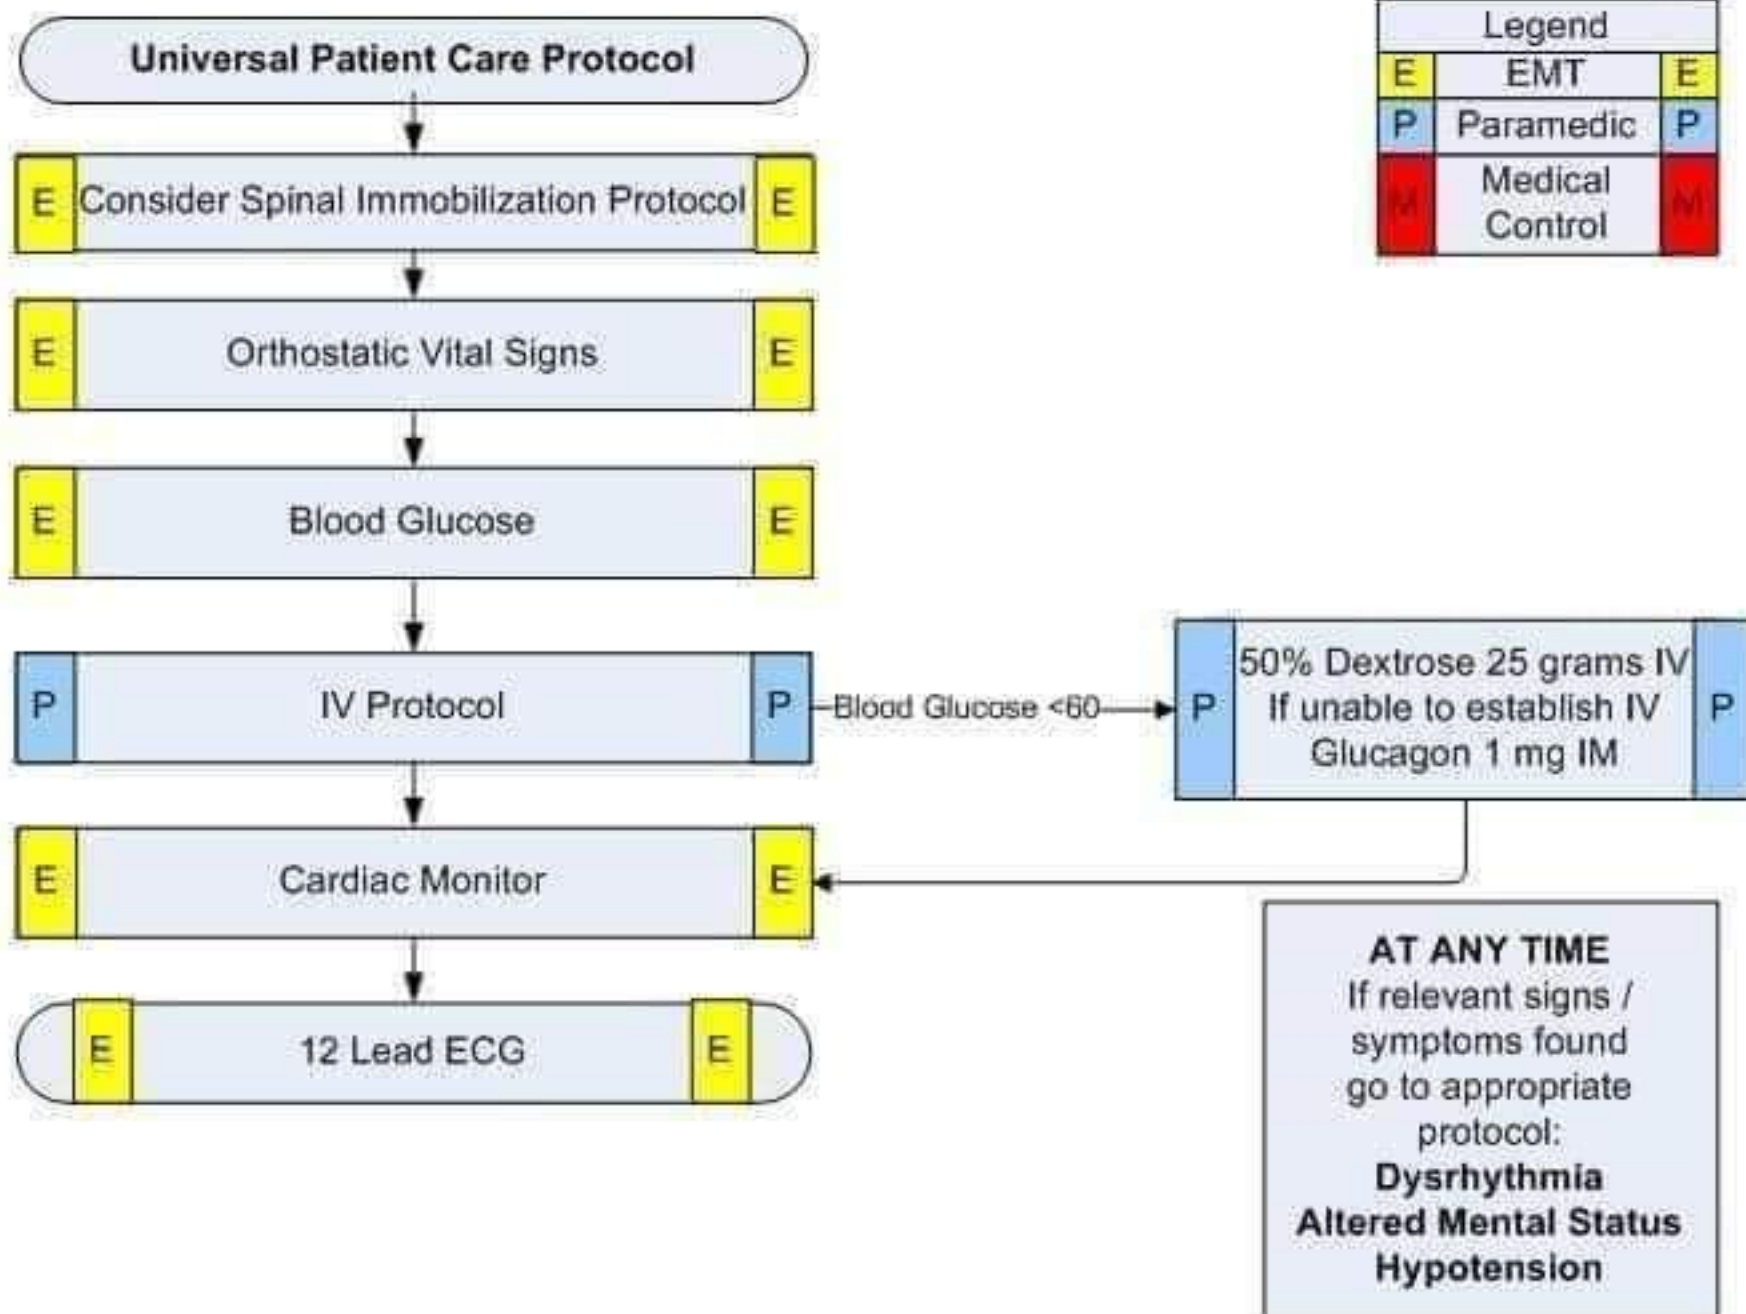 Universal Patient Care Protocol
Legend
E EMT E
P Paramedic P
M Medical M
Control
E Consider Spinal Immobilization Protocol E
E Orthostatic Vital Signs E
E Blood Glucose E
P IV Protocol P
Blood Glucose <60
P 50% Dextrose 25 grams IV P
If unable to establish IV
Glucagon 1 mg IM
E Cardiac Monitor E
E 12 Lead ECG E
AT ANY TIME
If relevant signs /
symptoms found
go to appropriate
protocol:
Dysrhythmia
Altered Mental Status
Hypotension